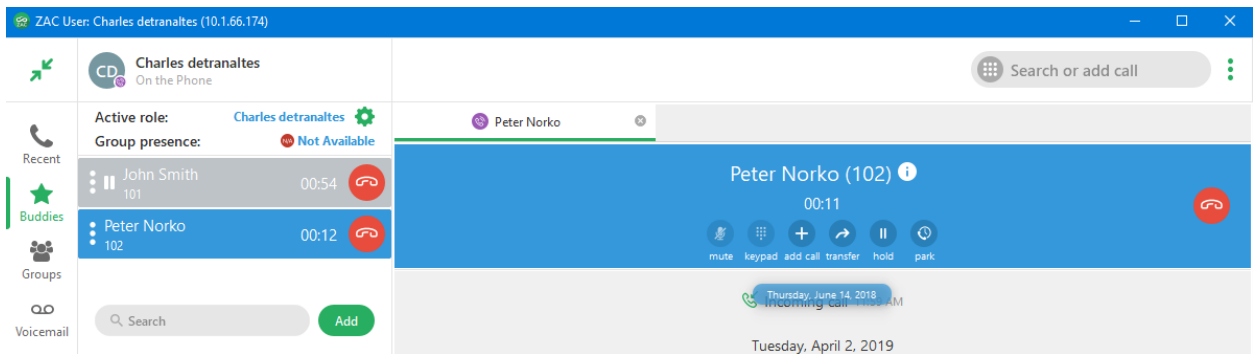 ZAC User: Charles detranaltes (10.1.66.174)
CD
Charles detranaltes
On the Phone
Search or add call
Recent
Buddies
Groups
Voicemail
Active role: Charles detranaltes
Group presence: N/A Not Available
John Smith
101
00:54
Peter Norko
102
00:12
Search
Add
Peter Norko
Peter Norko (102)
00:11
mute keypad add call transfer hold park
Thursday, June 14, 2018
Incoming call AM
Tuesday, April 2, 2019